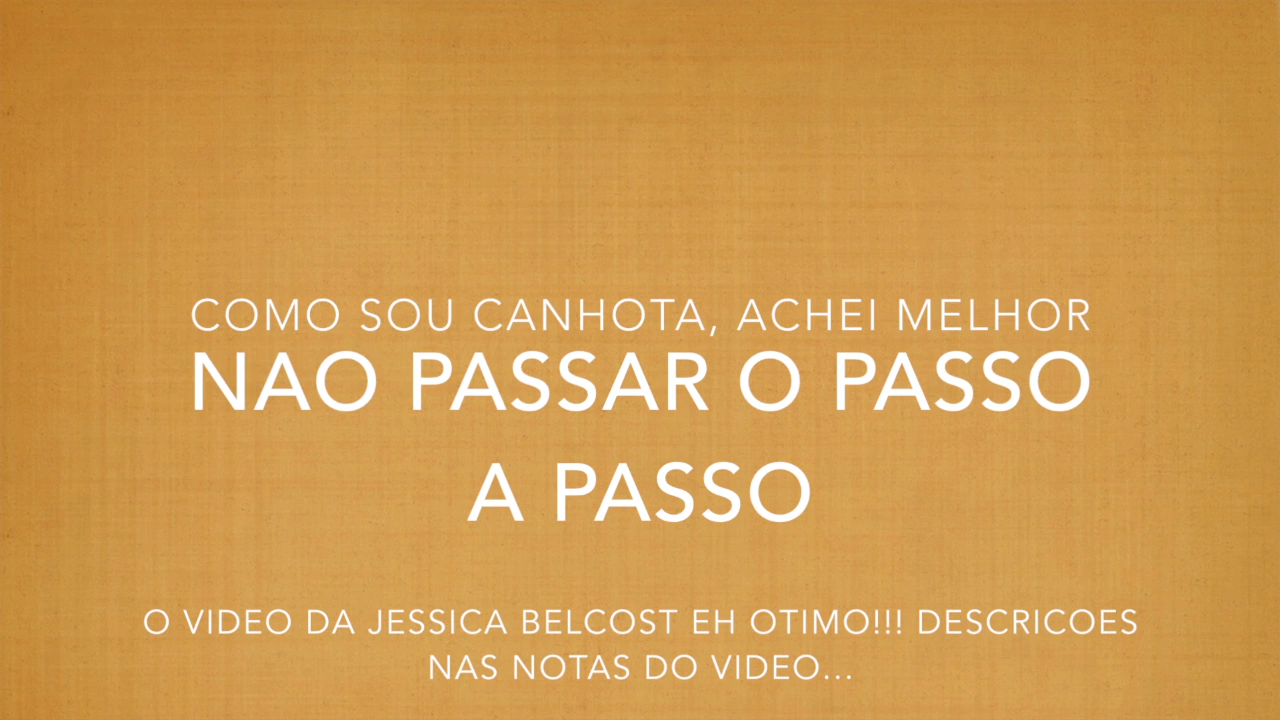 COMO SOU CANHOTA, ACHEI MELHOR
NAO PASSAR O PASSO
A PASSO
O VIDEO DA JESSICA BELCOST EH OTIMO!!! DESCRICOES
NAS NOTAS DO VIDEO...